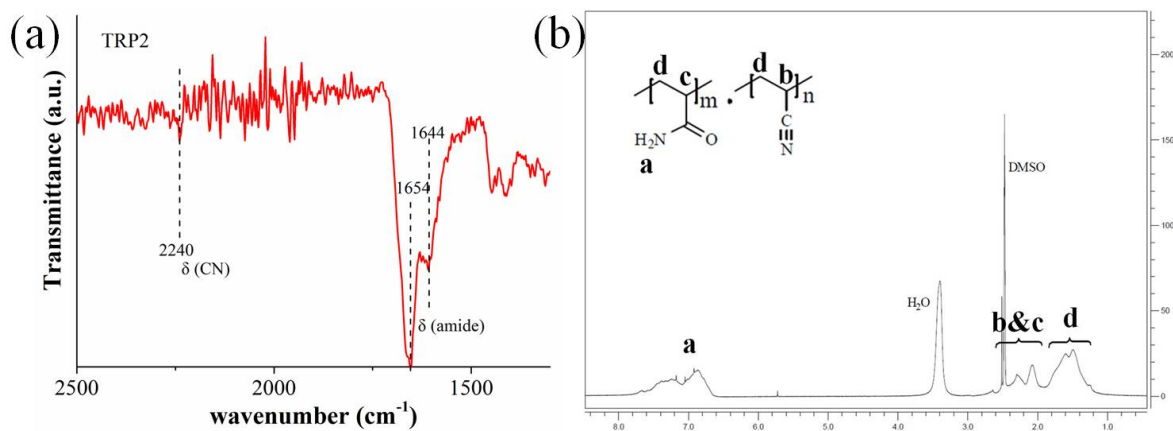 (a)
TRP2
Transmittance (a.u.)
2240
δ (CN)
1654
1644
δ (amide)
2500
2000
1500
wavenumber (cm⁻¹)
(b)
d
c
m
H₂N
O
a
d
b
n
C
N
DMSO
H₂O
a
b&c
d
200
150
100
50
0
8.0
7.0
6.0
5.0
4.0
3.0
2.0
1.0